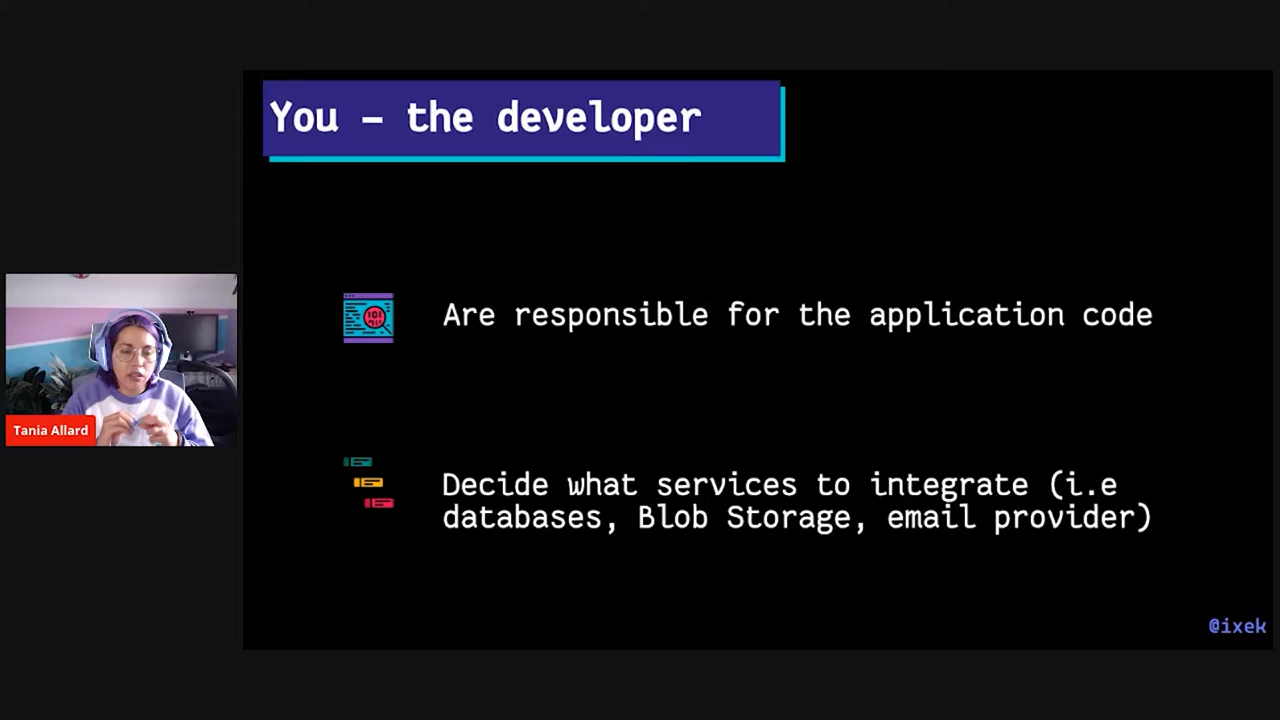 You – the developer
Are responsible for the application code
Decide what services to integrate (i.e
databases, Blob Storage, email provider)
Tania Allard
@ixek